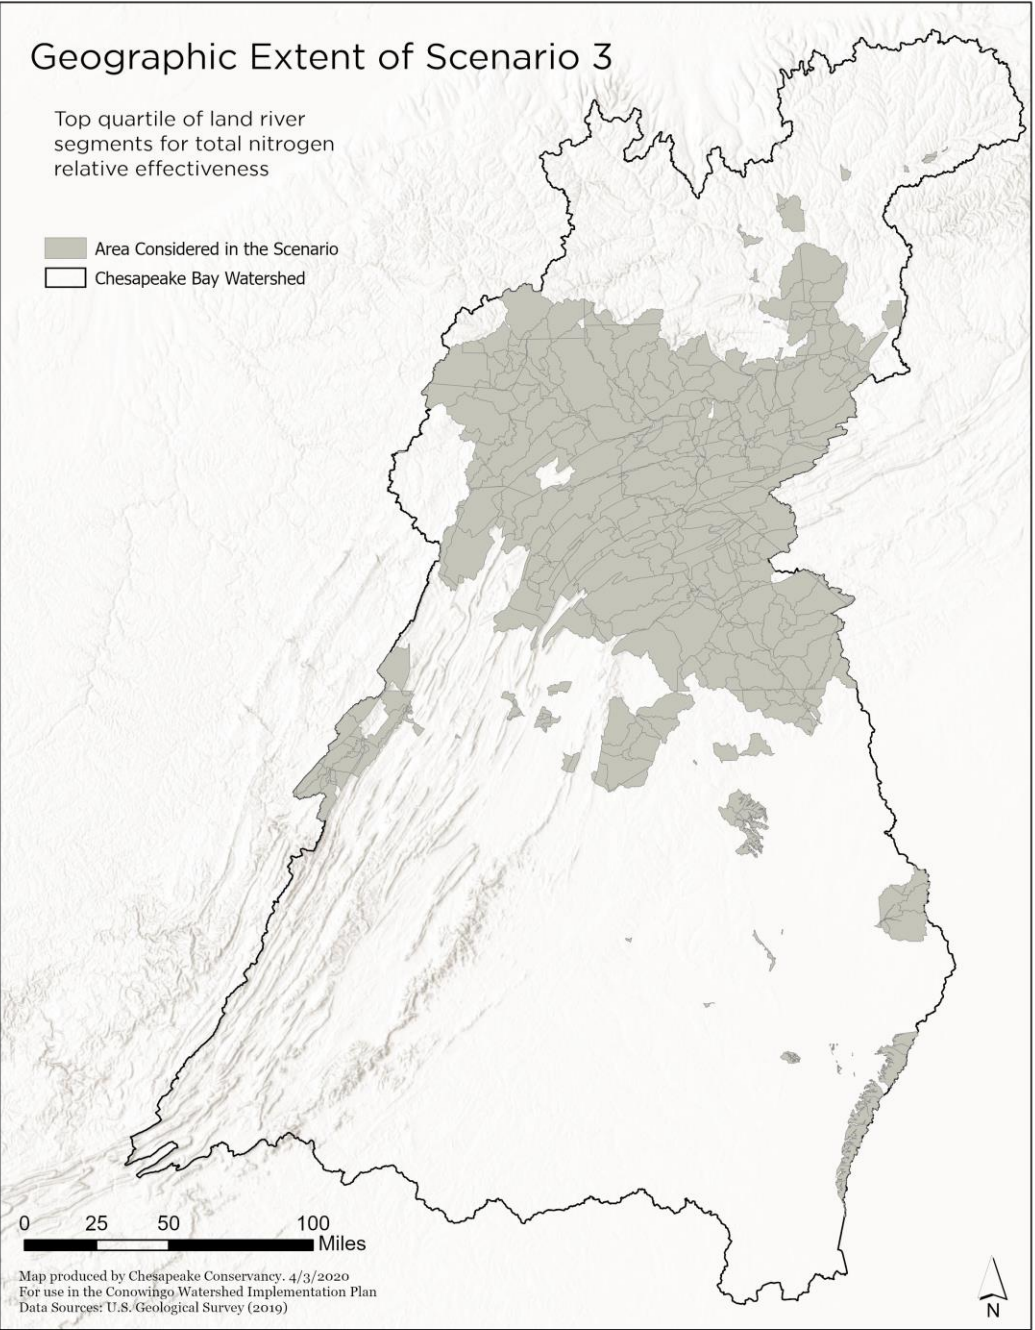 Geographic Extent of Scenario 3
Top quartile of land river
segments for total nitrogen
relative effectiveness
Area Considered in the Scenario
Chesapeake Bay Watershed
0 25 50 100
Miles
Map produced by Chesapeake Conservancy. 4/3/2020
For use in the Conowingo Watershed Implementation Plan
Data Sources: U.S. Geological Survey (2019)
N